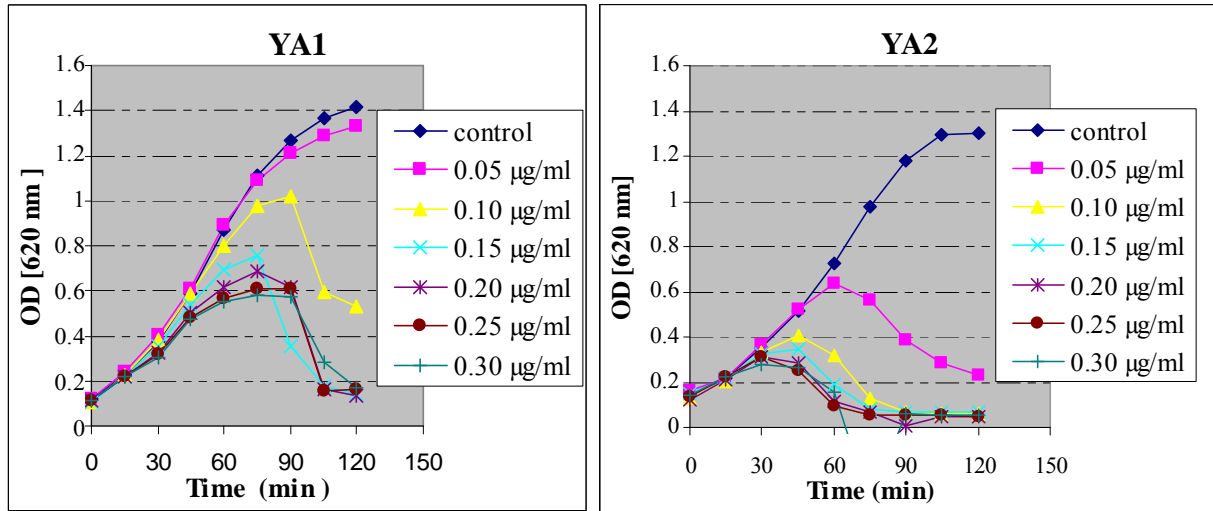 YA1
1.6
1.4
1.2
1
0.8
0.6
0.4
0.2
0
OD [620 nm]
0 30 60 90 120 150
Time (min )
control
0.05 µg/ml
0.10 µg/ml
0.15 µg/ml
0.20 µg/ml
0.25 µg/ml
0.30 µg/ml
YA2
1.6
1.4
1.2
1
0.8
0.6
0.4
0.2
0
OD [620 nm]
0 30 60 90 120 150
Time (min)
control
0.05 µg/ml
0.10 µg/ml
0.15 µg/ml
0.20 µg/ml
0.25 µg/ml
0.30 µg/ml